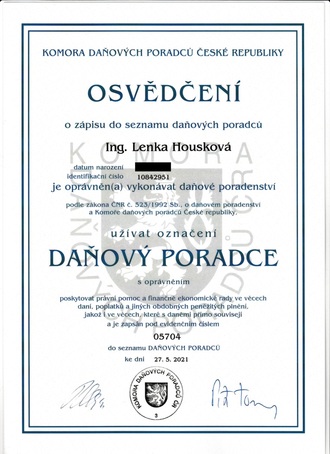 KOMORA DAŇOVÝCH PORADCŮ ČESKÉ REPUBLIKY
OSVĚDČENÍ
o zápisu do seznamu daňových poradců
Ing. Lenka Housková
datum narození
identifikační číslo 10842951
je oprávněn(a) vykonávat daňové poradenství
podle zákona ČNR č. 523/1992 Sb., o daňovém poradenství
a Komoře daňových poradců České republiky,
užívat označení
DAŇOVÝ PORADCE
s oprávněním
poskytovat právní pomoc a finančně ekonomické rady ve věcech
daní, poplatků a jiných obdobných peněžitých plnění,
jakož i ve věcech, které s daněmi přímo souvisejí
a je zapsán pod evidenčním číslem
05704
do seznamu DAŇOVÝCH PORADCŮ
ke dni 27. 5. 2021
KOMORA DAŇOVÝCH PORADCŮ ČR
3